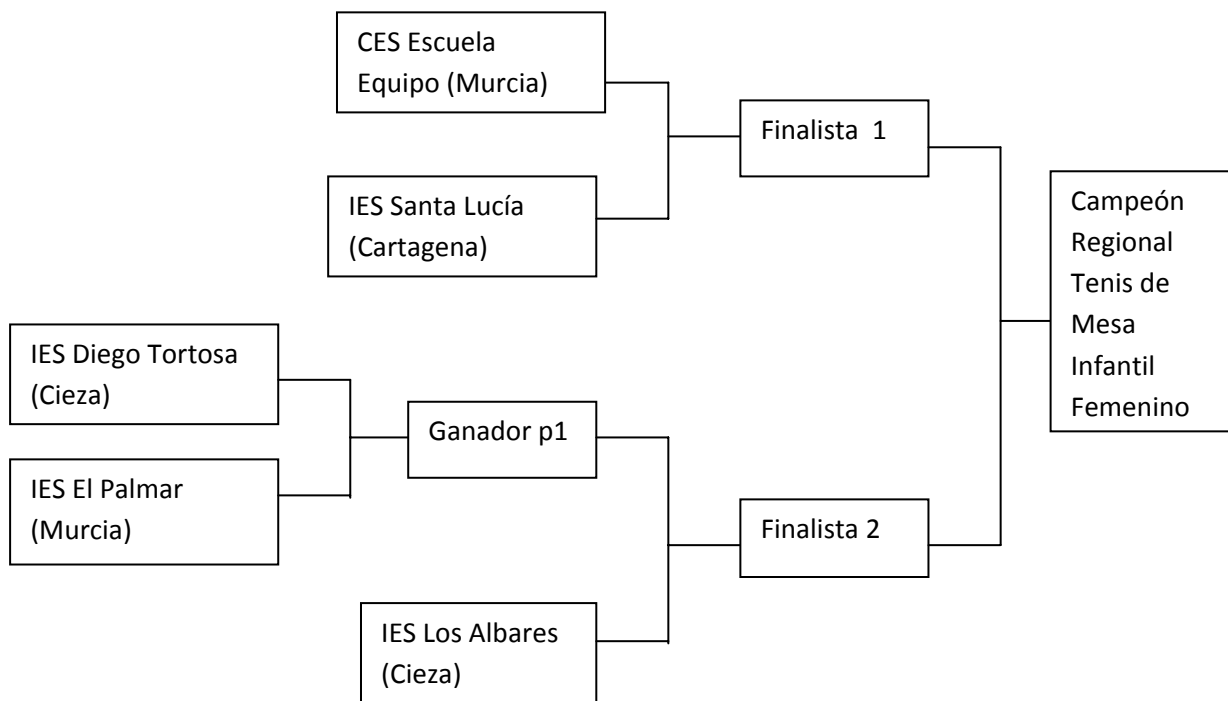 CES Escuela
Equipo (Murcia)
Finalista 1
IES Santa Lucía
(Cartagena)
Campeón
Regional
Tenis de
Mesa
Infantil
Femenino
IES Diego Tortosa
(Cieza)
Ganador p1
IES El Palmar
(Murcia)
Finalista 2
IES Los Albares
(Cieza)